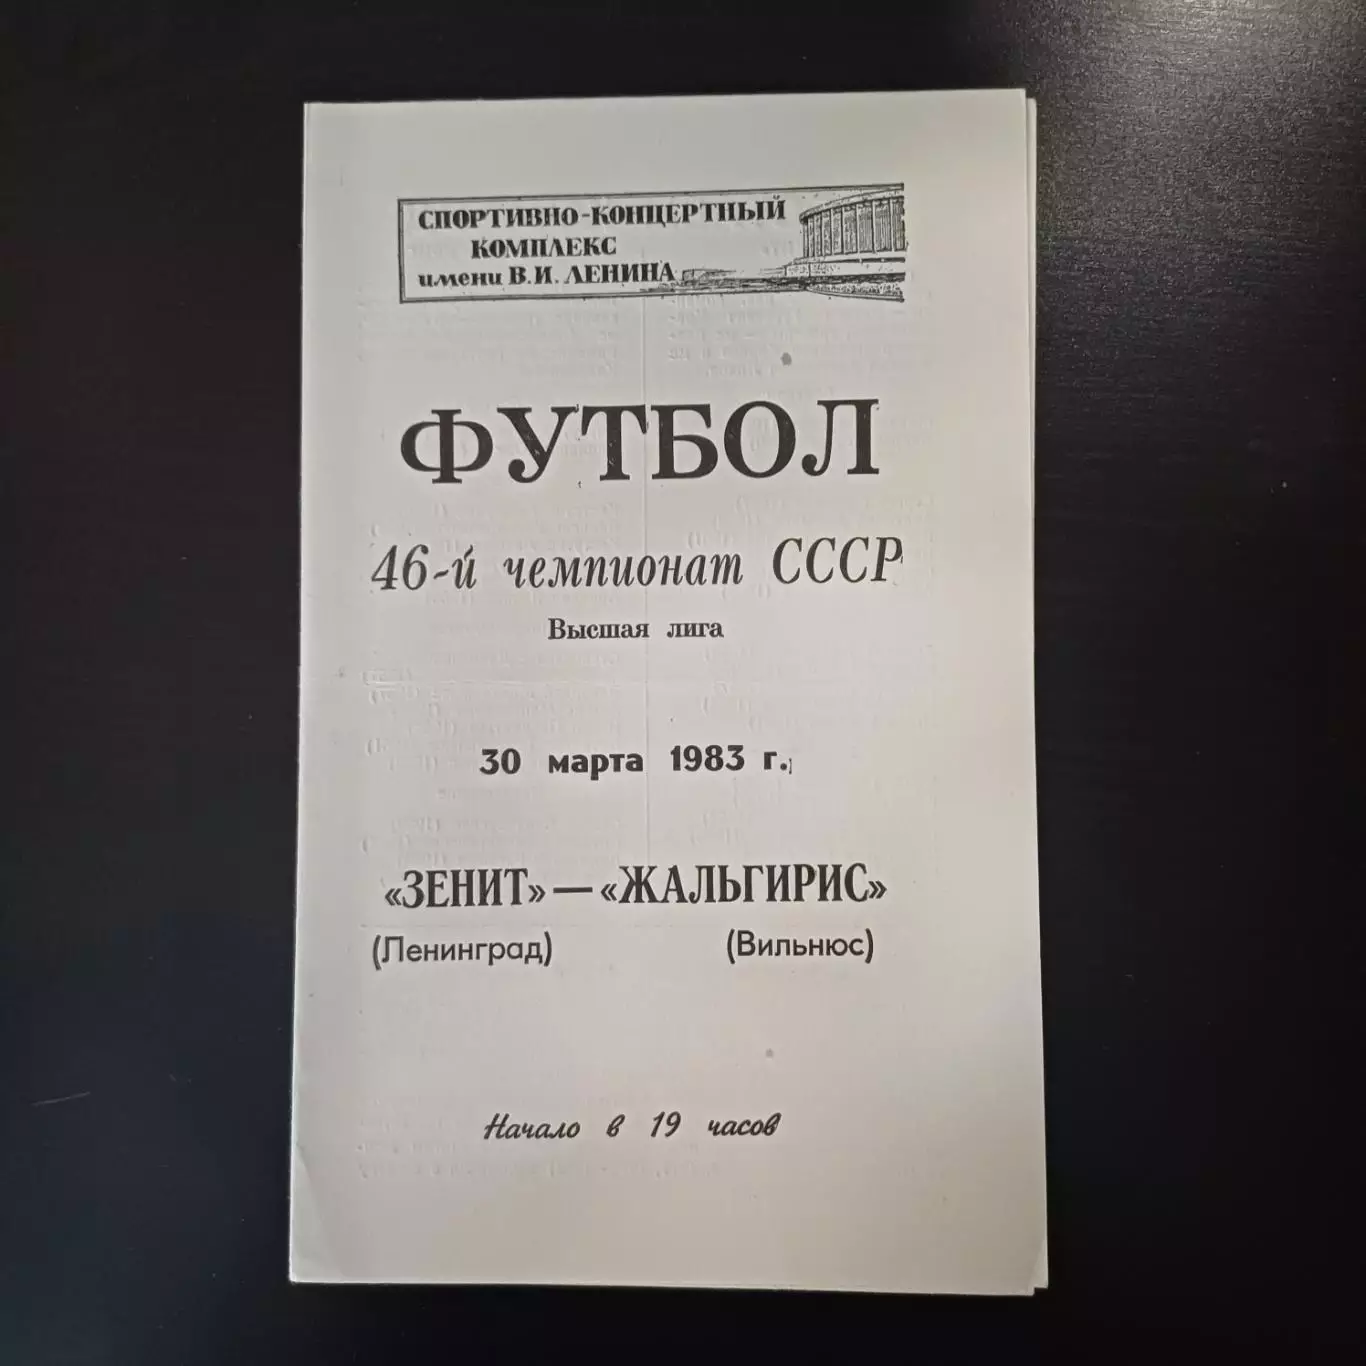 СПОРТИВНО-КОНЦЕРТНЫЙ
КОМПЛЕКС
имени В.И. ЛЕНИНА
ФУТБОЛ
46-й чемпионат СССР
Высшая лига
30 марта 1983 г.
«ЗЕНИТ» — «ЖАЛЬГИРИС»
(Ленинград) (Вильнюс)
Начало в 19 часов